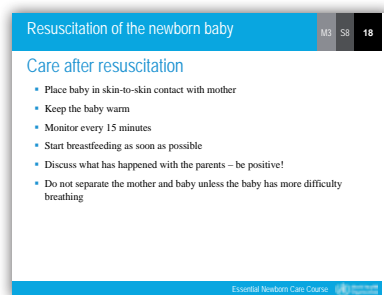 Resuscitation of the newborn baby
M3 S8 18
Care after resuscitation
Place baby in skin-to-skin contact with mother
Keep the baby warm
Monitor every 15 minutes
Start breastfeeding as soon as possible
Discuss what has happened with the parents – be positive!
Do not separate the mother and baby unless the baby has more difficulty
breathing
Essential Newborn Care Course